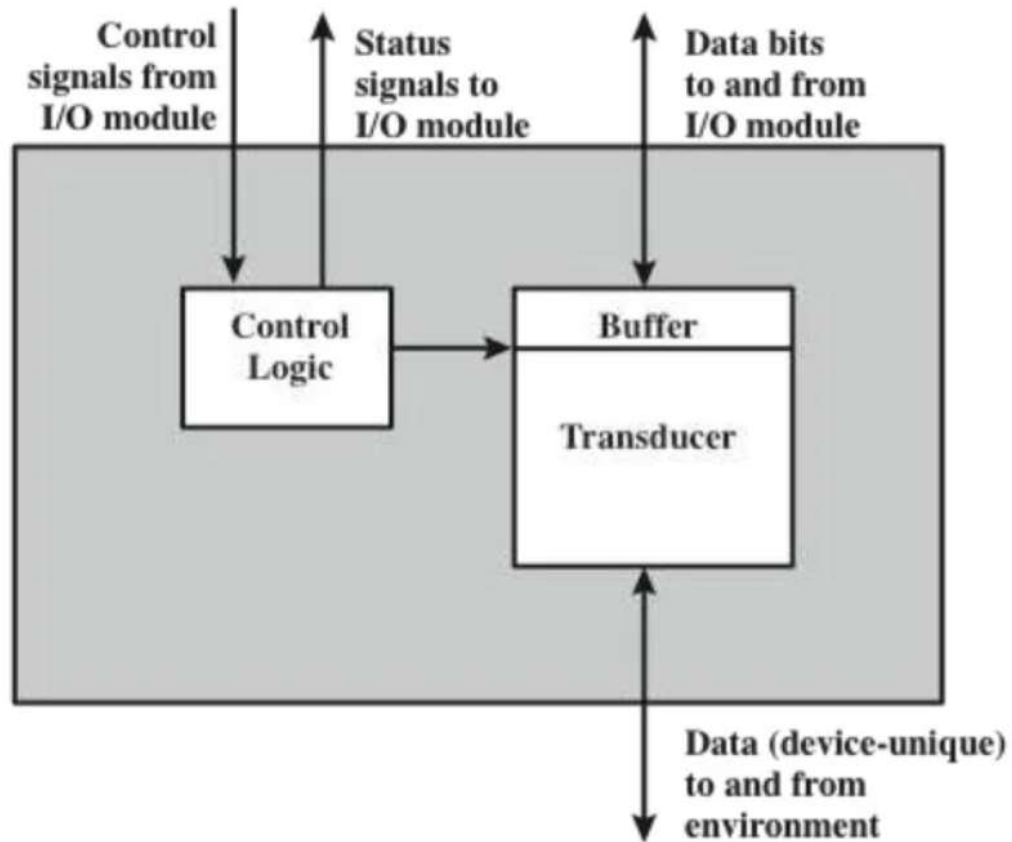 Control
signals from
I/O module
Status
signals to
I/O module
Data bits
to and from
I/O module
Control
Logic
Buffer
Transducer
Data (device-unique)
to and from
environment